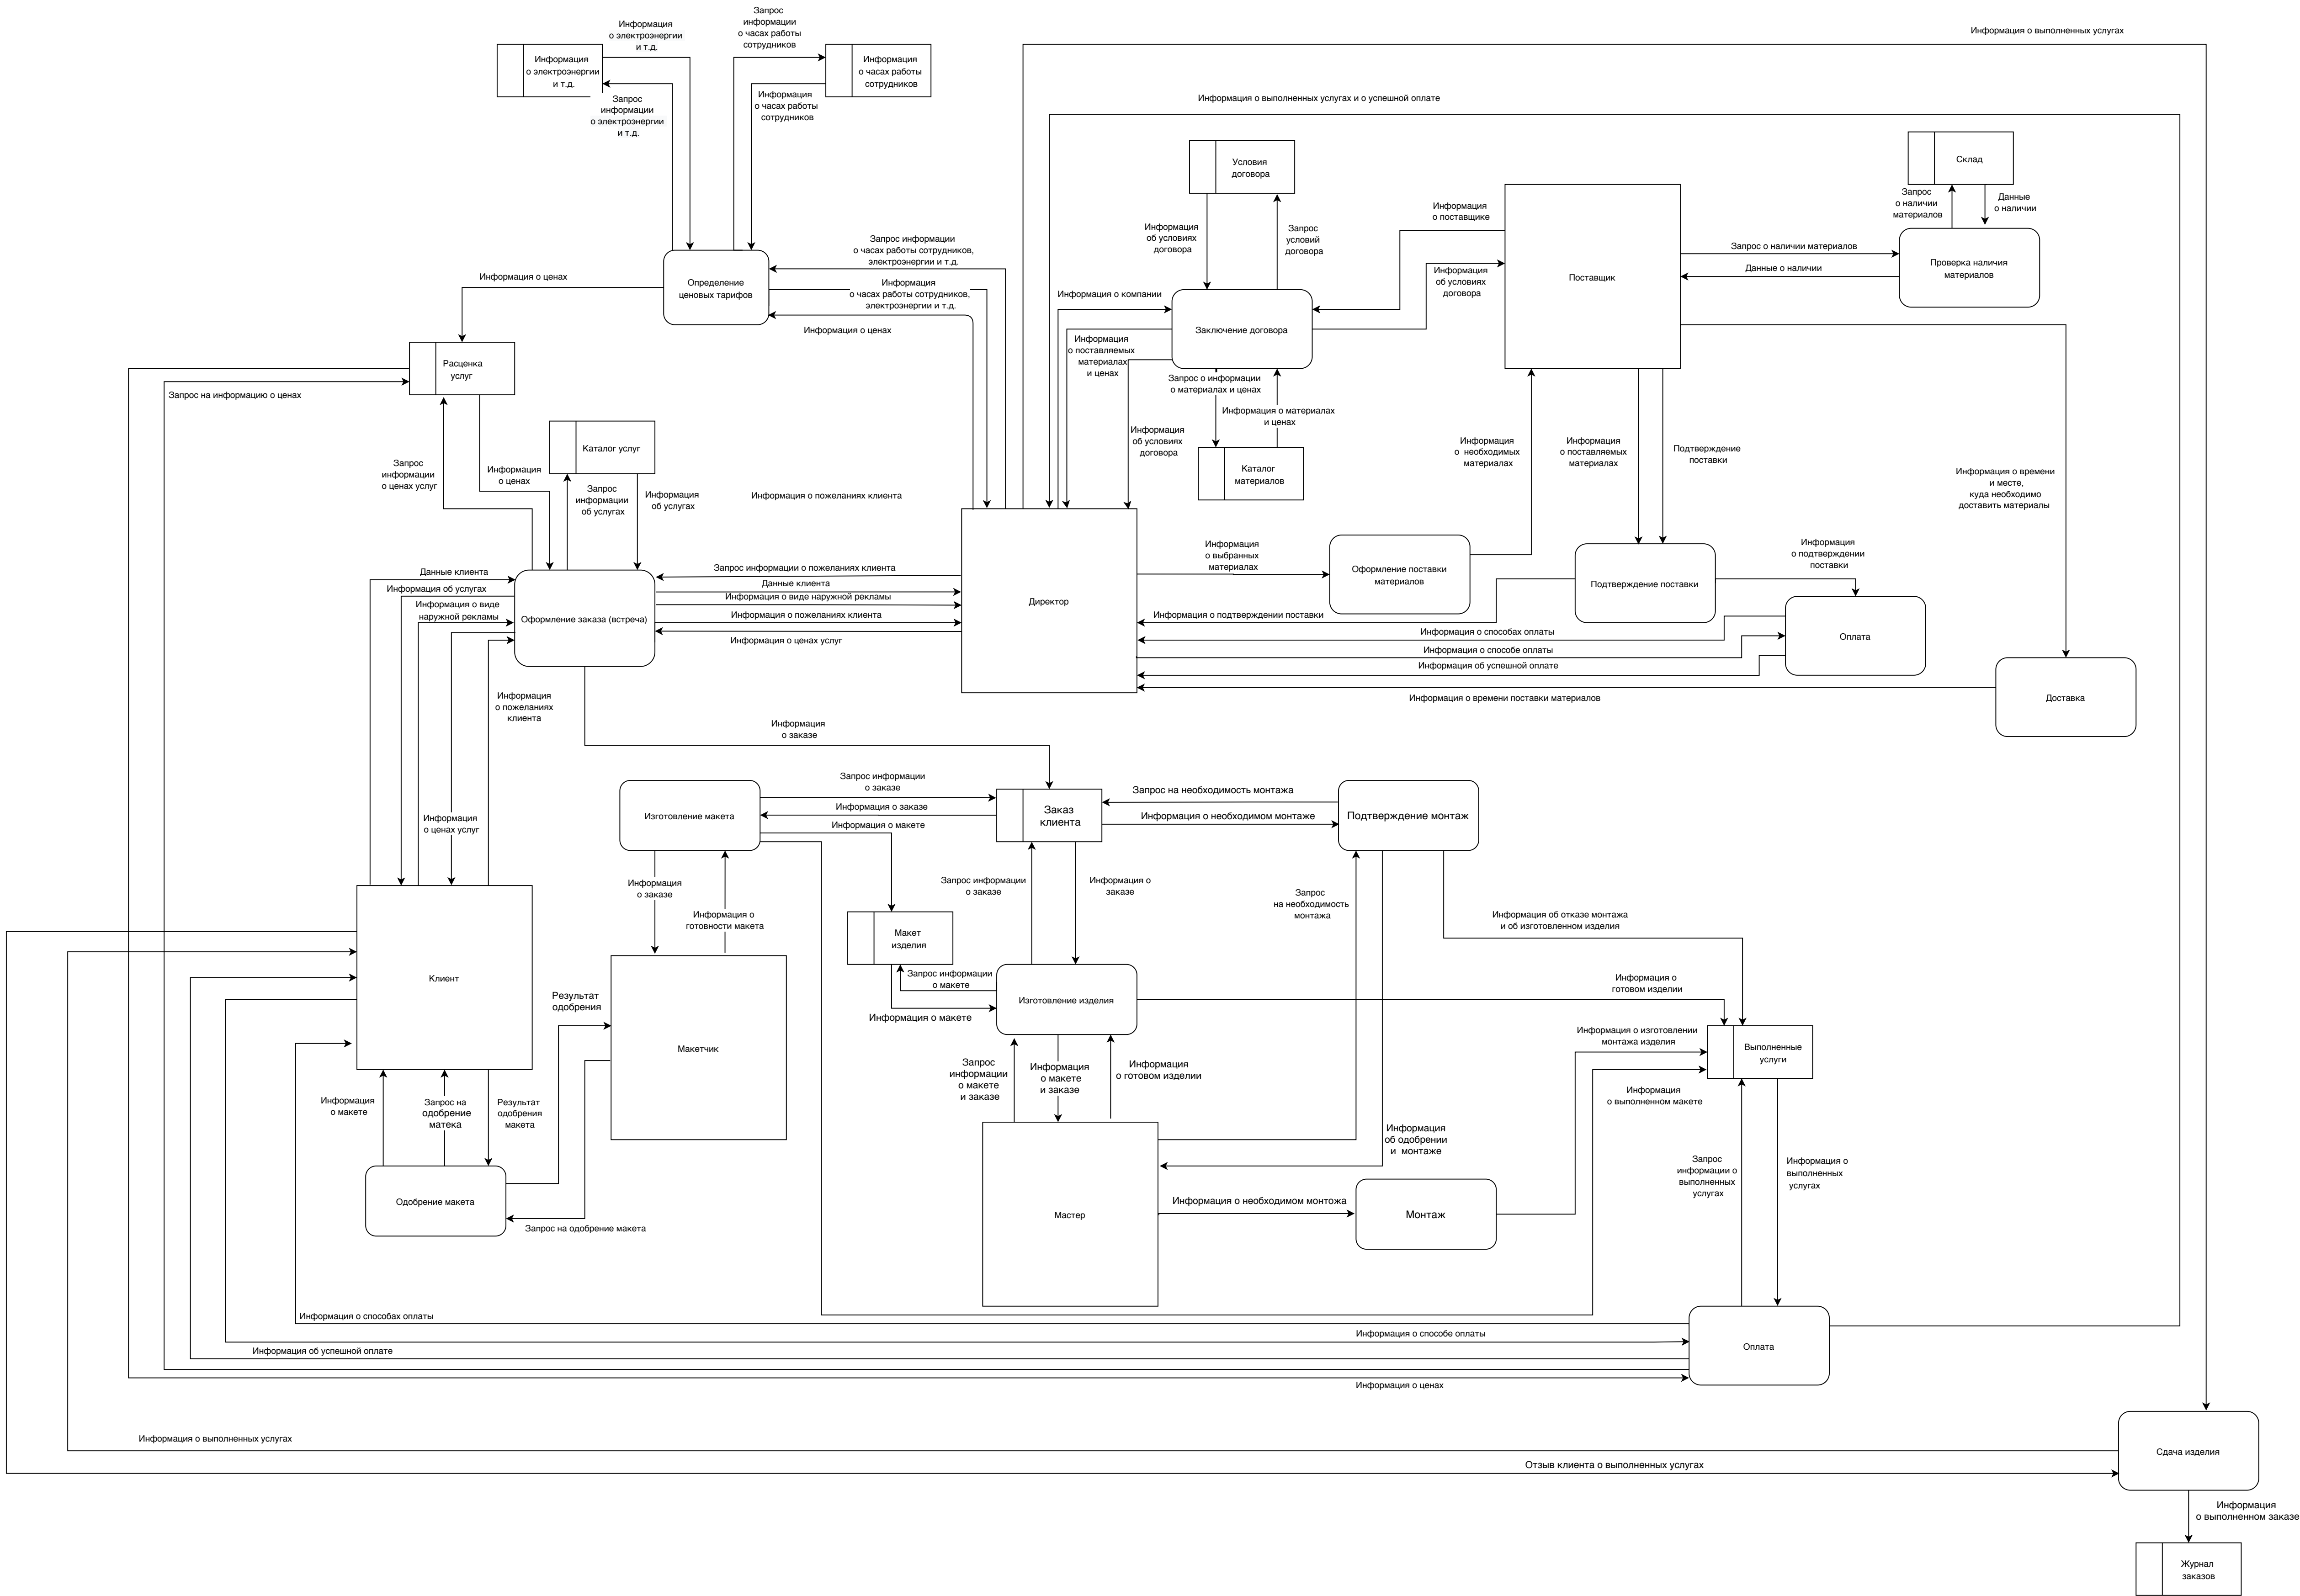 Информация
о электроэнергии
и т.д.
Запрос
информации
о часах работы
сотрудников
Информация о выполненных услугах
Информация
о электроэнергии
и т.д.
Информация
о часах работы
сотрудников
Запрос
информации
о электроэнергии
и т.д.
Информация
о часах работы
сотрудников
Информация о выполненных услугах и о успешной оплате
Условия
договора
Склад
Информация
об условиях
договора
Запрос
условий
договора
Информация
о поставщике
Запрос
о наличии
материалов
Данные
о наличии
Запрос информации
о часах работы сотрудников,
электроэнергии и т.д.
Информация о ценах
Определение
ценовых тарифов
Информация
о часах работы сотрудников,
электроэнергии и т.д.
Информация о ценах
Информация о компании
Заключение договора
Информация
об условиях
договора
Поставщик
Запрос о наличии материалов
Данные о наличии
Проверка наличия
материалов
Расценка
услуг
Запрос на информацию о ценах
Информация
о поставляемых
материалах
и ценах
Запрос о информации
о материалах и ценах
Информация о материалах
и ценах
Информация
об условиях
договора
Каталог
материалов
Информация
о  необходимых
материалах
Информация
о поставляемых
материалах
Подтверждение
поставки
Информация о времени
и месте,
куда необходимо
доставить материалы
Каталог услуг
Запрос
информации
о ценах услуг
Информация
о ценах
Запрос
информации
об услугах
Информация
об услугах
Информация о пожеланиях клиента
Информация
о выбранных
материалах
Оформление поставки
материалов
Подтверждение поставки
Информация
о подтверждении
поставки
Данные клиента
Информация об услугах
Информация о виде
наружной рекламы
Оформление заказа (встреча)
Запрос информации о пожеланиях клиента
Данные клиента
Информация о виде наружной рекламы
Информация о пожеланиях клиента
Информация о ценах услуг
Директор
Информация о подтверждении поставки
Информация о способах оплаты
Информация о способе оплаты
Информация об успешной оплате
Информация о времени поставки материалов
Оплата
Доставка
Информация
о пожеланиях
клиента
Информация
о заказе
Информация
о ценах услуг
Изготовление макета
Запрос информации
о заказе
Информация о заказе
Информация о макете
Заказ
клиента
Запрос на необходимость монтажа
Информация о необходимом монтаже
Подтверждение монтаж
Информация
о заказе
Информация о
готовности макета
Запрос информации
о заказе
Информация о
заказе
Запрос
на необходимость
монтажа
Информация об отказе монтажа
и об изготовленном изделия
Макет
изделия
Запрос информации
о макете
Информация о макете
Изготовление изделия
Информация о
готовом изделии
Клиент
Результат
одобрения
Макетчик
Информация о изготовлении
монтажа изделия
Выполненные
услуги
Информация
о выполненном макете
Запрос
информации
о макете
и заказе
Информация
о макете
и заказе
Информация
о готовом изделии
Информация
о макете
Запрос на
одобрение
матека
Результат
одобрения
макета
Информация
об одобрении
и  монтаже
Запрос
информации о
выполненных
услугах
Информация о
выполненных
услугах
Одобрение макета
Запрос на одобрение макета
Мастер
Информация о необходимом монтожа
Монтаж
Информация о способах оплаты
Информация о способе оплаты
Информация об успешной оплате
Оплата
Информация о ценах
Информация о выполненных услугах
Отзыв клиента о выполненных услугах
Сдача изделия
Информация
о выполненном заказе
Журнал
заказов